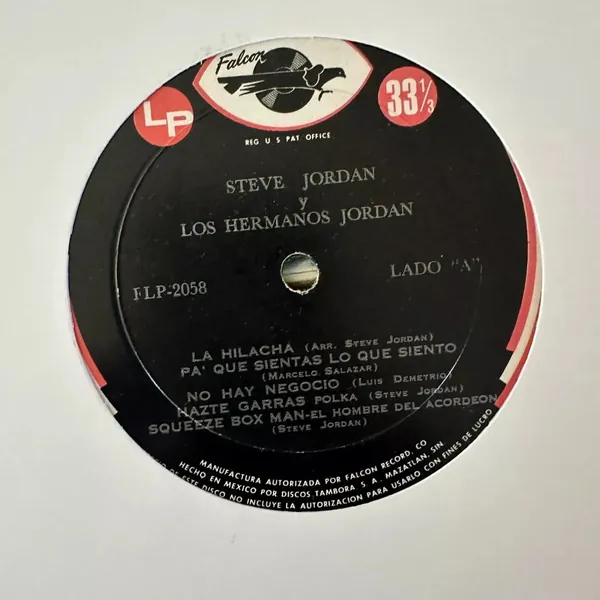 Falcon
LP
33 1/3
REG U S PAT OFFICE
STEVE JORDAN
y
LOS HERMANOS JORDAN
FLP-2058
LADO "A"
LA HILACHA (ARR. STEVE JORDAN)
PA' QUE SIENTAS LO QUE SIENTO
(MARCELO SALAZAR)
NO HAY NEGOCIO (LUIS DEMETRIO)
HAZTE GARRAS POLKA (STEVE JORDAN)
SQUEEZE BOX MAN-EL HOMBRE DEL ACORDEON
(STEVE JORDAN)
MANUFACTURA AUTORIZADA POR FALCON RECORD, CO
HECHO EN MEXICO POR DISCOS TAMBORA S. A. MAZATLAN, SIN
DE ESTE DISCO NO INCLUYE LA AUTORIZACION PARA USARLO CON FINES DE LUCRO